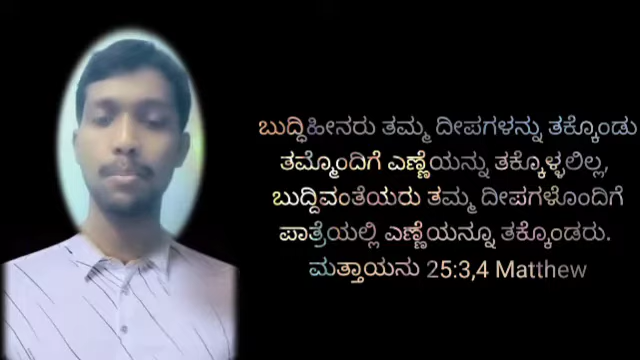 ಬುದ್ಧಿಹೀನರು ತಮ್ಮ ದೀಪಗಳನ್ನು ತಕ್ಕೊಂಡು
ತಮ್ಮೊಂದಿಗೆ ಎಣ್ಣೆಯನ್ನು ತಕ್ಕೊಳ್ಳಲಿಲ್ಲ,
ಬುದ್ದಿವಂತೆಯರು ತಮ್ಮ ದೀಪಗಳೊಂದಿಗೆ
ಪಾತ್ರೆಯಲ್ಲಿ ಎಣ್ಣೆಯನ್ನೂ ತಕ್ಕೊಂಡರು.
ಮತ್ತಾಯನು 25:3,4 Matthew